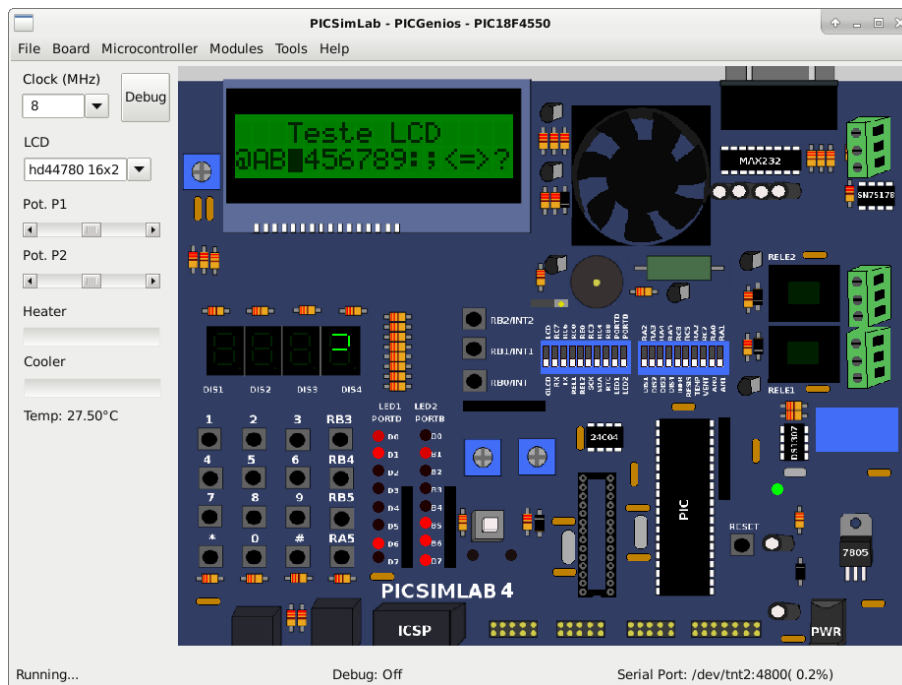 PICSimLab - PICGenios - PIC18F4550
File Board Microcontroller Modules Tools Help
Clock (MHz)
8
Debug
LCD
hd44780 16x2
Pot. P1
Pot. P2
Heater
Cooler
Temp: 27.50°C
Teste LCD
@AB█456789:;<=>?
MAX232
SN75178
RELE2
RELE1
RB2/INT2
RB1/INT1
RB0/INT
DIS1 DIS2 DIS3 DIS4
LED1 LED2
PORTD PORTB
1 2 3 RB3
4 5 6 RB4
7 8 9 RB5
* 0 # RA5
D0 B0
D1 B1
D2 B2
D3 B3
D4 B4
D5 B5
D6 B6
D7 B7
24C04
DS1307
PIC
RESET
7805
PICSIMLAB 4
ICSP
PWR
Running...
Debug: Off
Serial Port: /dev/tnt2:4800( 0.2%)